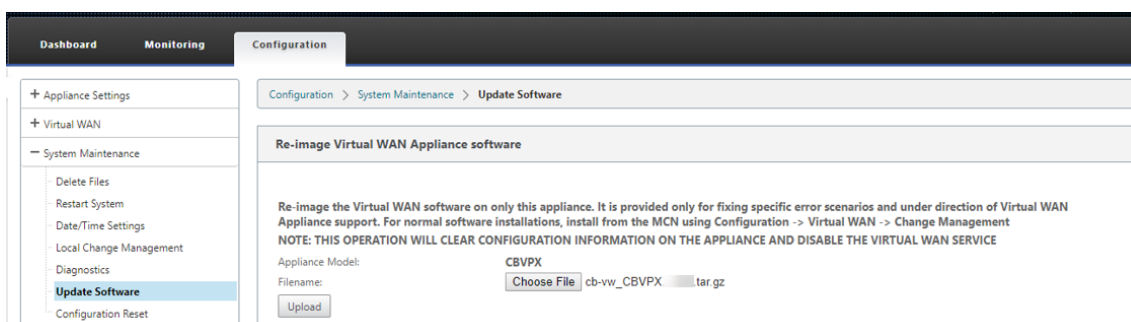 Dashboard Monitoring Configuration
+ Appliance Settings
+ Virtual WAN
− System Maintenance
Delete Files
Restart System
Date/Time Settings
Local Change Management
Diagnostics
Update Software
Configuration Reset
Configuration > System Maintenance > Update Software
Re-image Virtual WAN Appliance software
Re-image the Virtual WAN software on only this appliance. It is provided only for fixing specific error scenarios and under direction of Virtual WAN
Appliance support. For normal software installations, install from the MCN using Configuration -> Virtual WAN -> Change Management
NOTE: THIS OPERATION WILL CLEAR CONFIGURATION INFORMATION ON THE APPLIANCE AND DISABLE THE VIRTUAL WAN SERVICE
Appliance Model: CBVPX
Filename: Choose File cb-vw_CBVPX .tar.gz
Upload